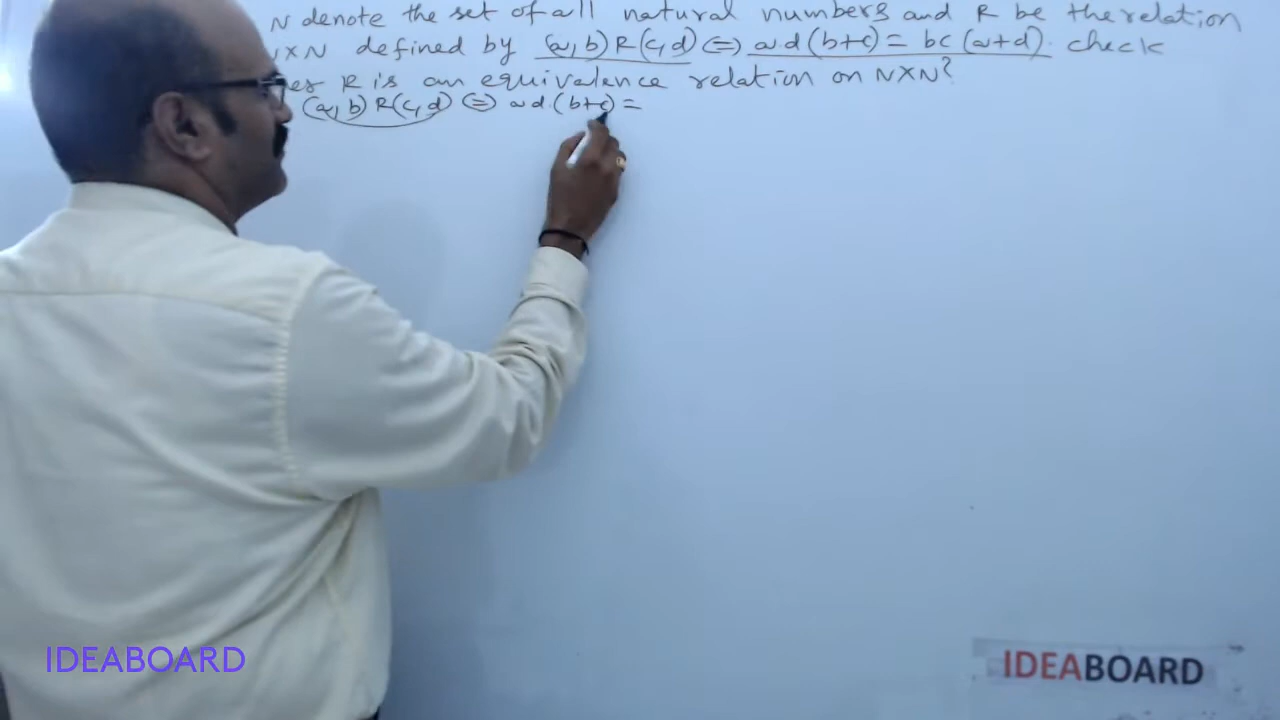 N denote the set of all natural numbers and R be the relation
N×N defined by (a,b)R(c,d) ⇔ ad(b+c) = bc(a+d). check
R is an equivalence relation on N×N?
(a,b)R(c,d) ⇔ ad.(b+c) =
IDEABOARD
IDEABOARD